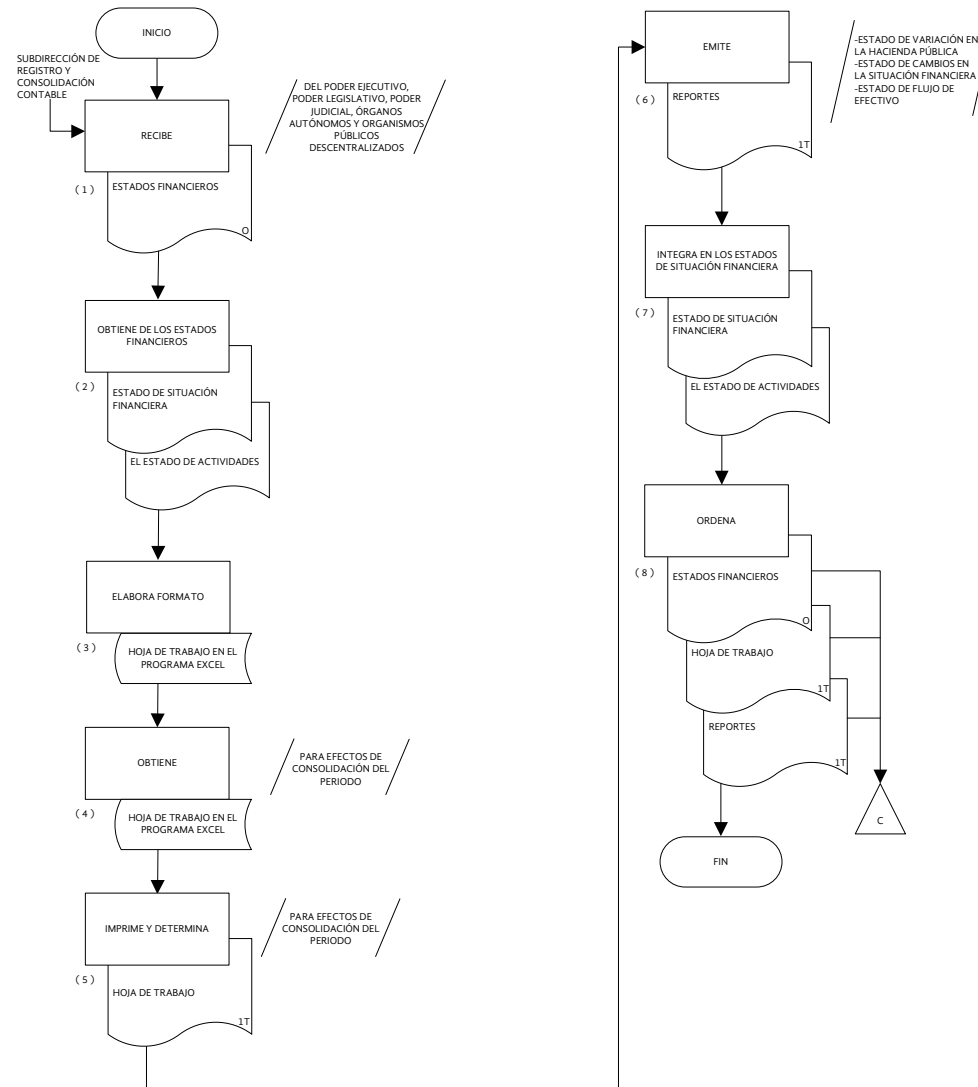 INICIO
SUBDIRECCIÓN DE
REGISTRO Y
CONSOLIDACIÓN
CONTABLE
RECIBE
DEL PODER EJECUTIVO,
PODER LEGISLATIVO, PODER
JUDICIAL, ÓRGANOS
AUTÓNOMOS Y ORGANISMOS
PÚBLICOS
DESCENTRALIZADOS
(1)
ESTADOS FINANCIEROS
O
OBTIENE DE LOS ESTADOS
FINANCIEROS
(2)
ESTADO DE SITUACIÓN
FINANCIERA
EL ESTADO DE ACTIVIDADES
ELABORA FORMATO
(3)
HOJA DE TRABAJO EN EL
PROGRAMA EXCEL
OBTIENE
PARA EFECTOS DE
CONSOLIDACIÓN DEL
PERIODO
(4)
HOJA DE TRABAJO EN EL
PROGRAMA EXCEL
IMPRIME Y DETERMINA
PARA EFECTOS DE
CONSOLIDACIÓN DEL
PERIODO
(5)
HOJA DE TRABAJO
1T
EMITE
-ESTADO DE VARIACIÓN EN
LA HACIENDA PÚBLICA
-ESTADO DE CAMBIOS EN
LA SITUACIÓN FINANCIERA
-ESTADO DE FLUJO DE
EFECTIVO
(6)
REPORTES
1T
INTEGRA EN LOS ESTADOS
DE SITUACIÓN FINANCIERA
(7)
ESTADO DE SITUACIÓN
FINANCIERA
EL ESTADO DE ACTIVIDADES
ORDENA
(8)
ESTADOS FINANCIEROS
O
HOJA DE TRABAJO
1T
REPORTES
1T
C
FIN